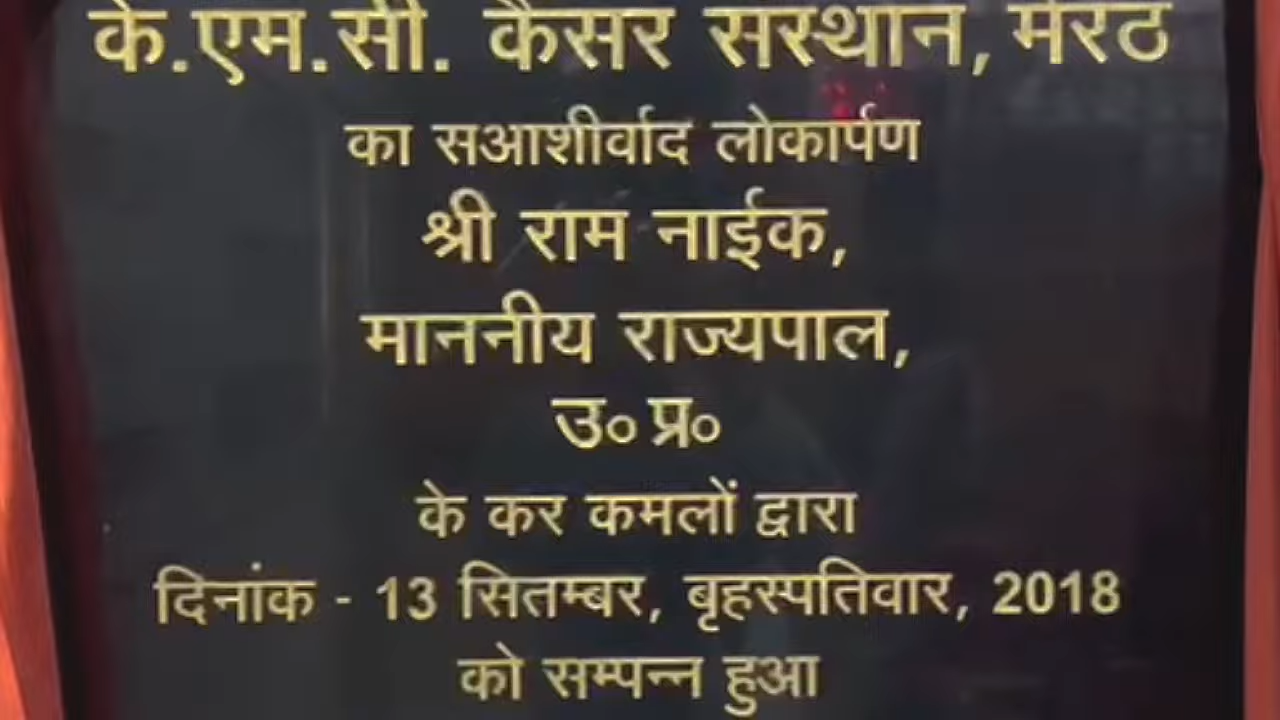 के.एम.सी. कैंसर संस्थान, मेरठ
का सआशीर्वाद लोकार्पण
श्री राम नाईक,
माननीय राज्यपाल,
उ० प्र०
के कर कमलों द्वारा
दिनांक - 13 सितम्बर, बृहस्पतिवार, 2018
को सम्पन्न हुआ